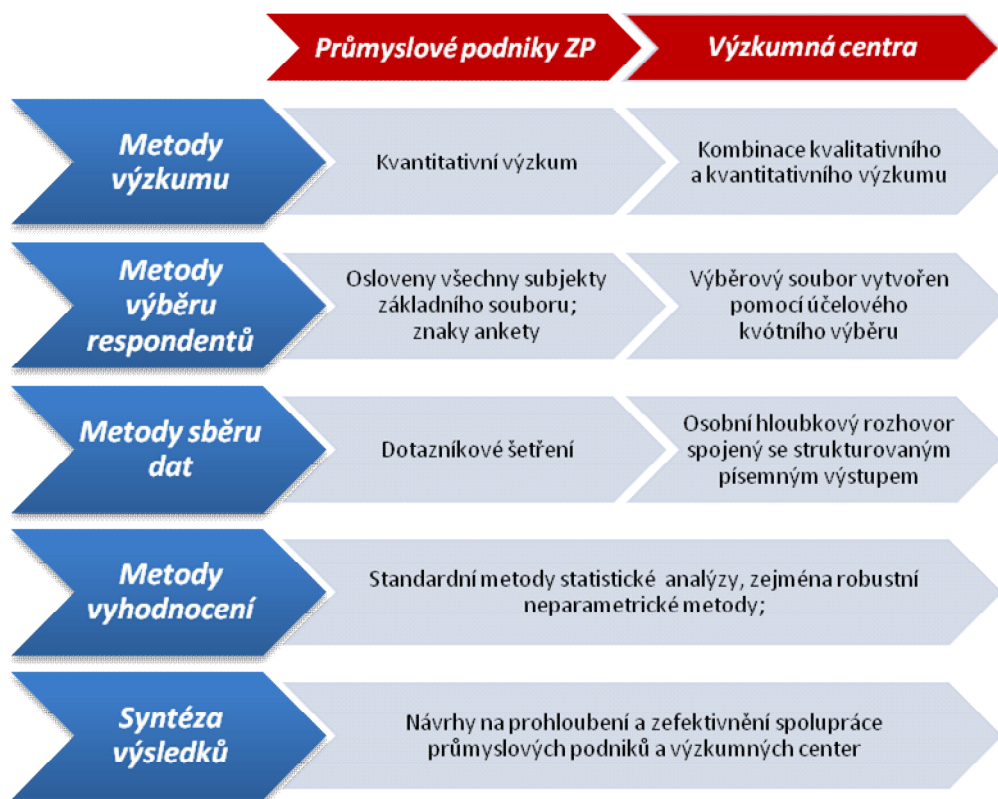 Průmyslové podniky ZP
Výzkumná centra
Metody
výzkumu
Kvantitativní výzkum
Kombinace kvalitativního
a kvantitativního výzkumu
Metody
výběru
respondentů
Osloveny všechny subjekty
základního souboru;
znaky ankety
Výběrový soubor vytvořen
pomocí účelového
kvótního výběru
Metody sběru
dat
Dotazníkové šetření
Osobní hloubkový rozhovor
spojený se strukturovaným
písemným výstupem
Metody
vyhodnocení
Standardní metody statistické analýzy, zejména robustní
neparametrické metody;
Syntéza
výsledků
Návrhy na prohloubení a zefektivnění spolupráce
průmyslových podniků a výzkumných center